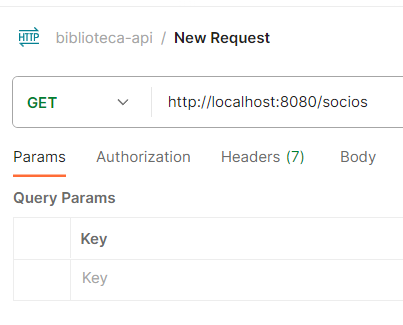 HTTP biblioteca-api / New Request
GET http://localhost:8080/socios
Params Authorization Headers (7) Body
Query Params
Key
Key